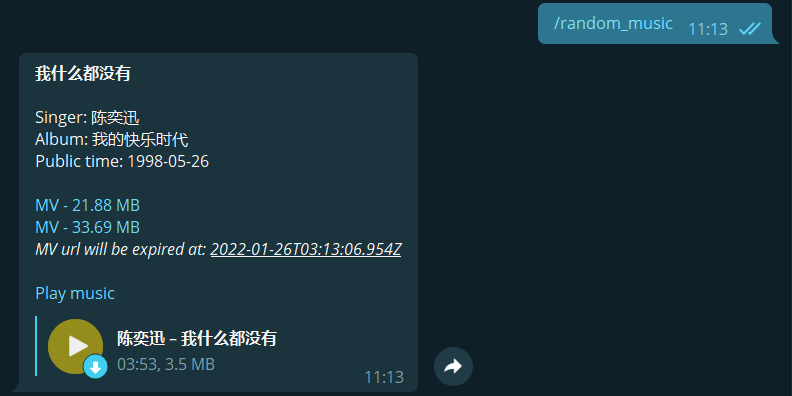 /random_music 11:13
我什么都没有
Singer: 陈奕迅
Album: 我的快乐时代
Public time: 1998-05-26
MV - 21.88 MB
MV - 33.69 MB
MV url will be expired at: 2022-01-26T03:13:06.954Z
Play music
陈奕迅 – 我什么都没有
03:53, 3.5 MB
11:13